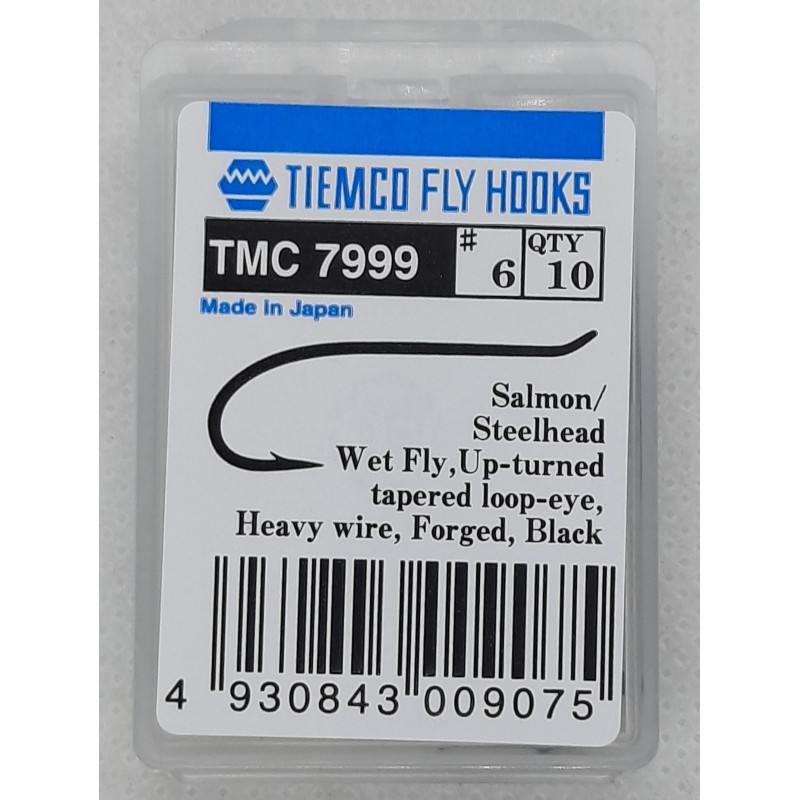 TIEMCO FLY HOOKS
TMC 7999 # 6 QTY 10
Made in Japan
Salmon/
Steelhead
Wet Fly,Up-turned
tapered loop-eye,
Heavy wire, Forged, Black
4 930843 009075